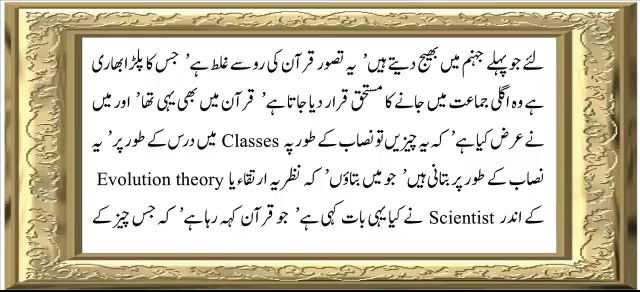 لئے جو پہلے جہنم میں بھیج دیتے ہیں’ یہ تصور قرآن کی رو سے غلط ہے’ جس کا پلڑا بھاری
ہے وہ اگلی جماعت میں جانے کا مستحق قرار دیا جاتا ہے’ قرآن میں بھی یہی تھا’ اور میں
نے عرض کیا ہے’ کہ یہ چیزیں تو نصاب کے طور پہ Classes میں درس کے طور پر’ یہ
نصاب کے طور پر بتانی ہیں’ جو میں بتاؤں’ کہ نظریہ ارتقاء یا Evolution theory
کے اندر Scientist نے کیا یہی بات کہی ہے’ جو قرآن کہہ رہا ہے’ کہ جس چیز کے